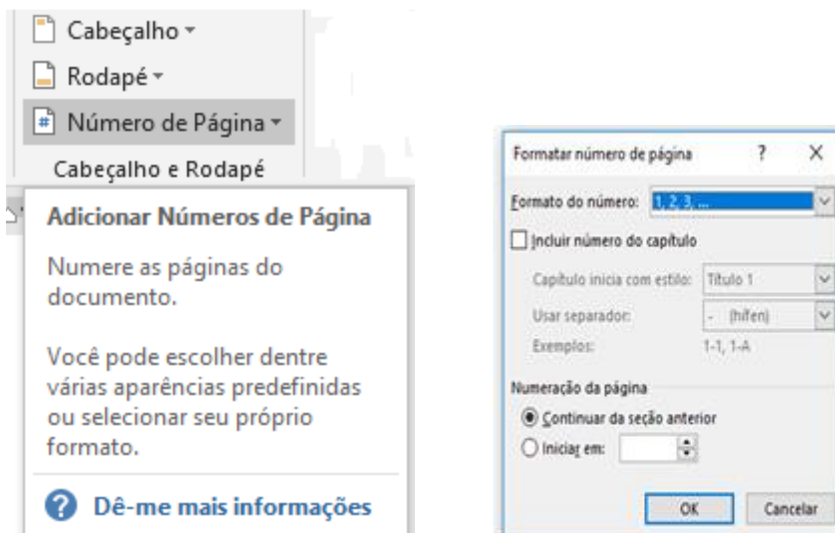 Cabeçalho
Rodapé
Número de Página
Cabeçalho e Rodapé
Adicionar Números de Página
Numere as páginas do
documento.
Você pode escolher dentre
várias aparências predefinidas
ou selecionar seu próprio
formato.
Dê-me mais informações
Formatar número de página ? X
Formato do número: 1, 2, 3, ...
Incluir número do capítulo
Capítulo inicia com estilo: Título 1
Usar separador: - (hífen)
Exemplos: 1-1, 1-A
Numeração da página
Continuar da seção anterior
Iniciar em:
OK Cancelar